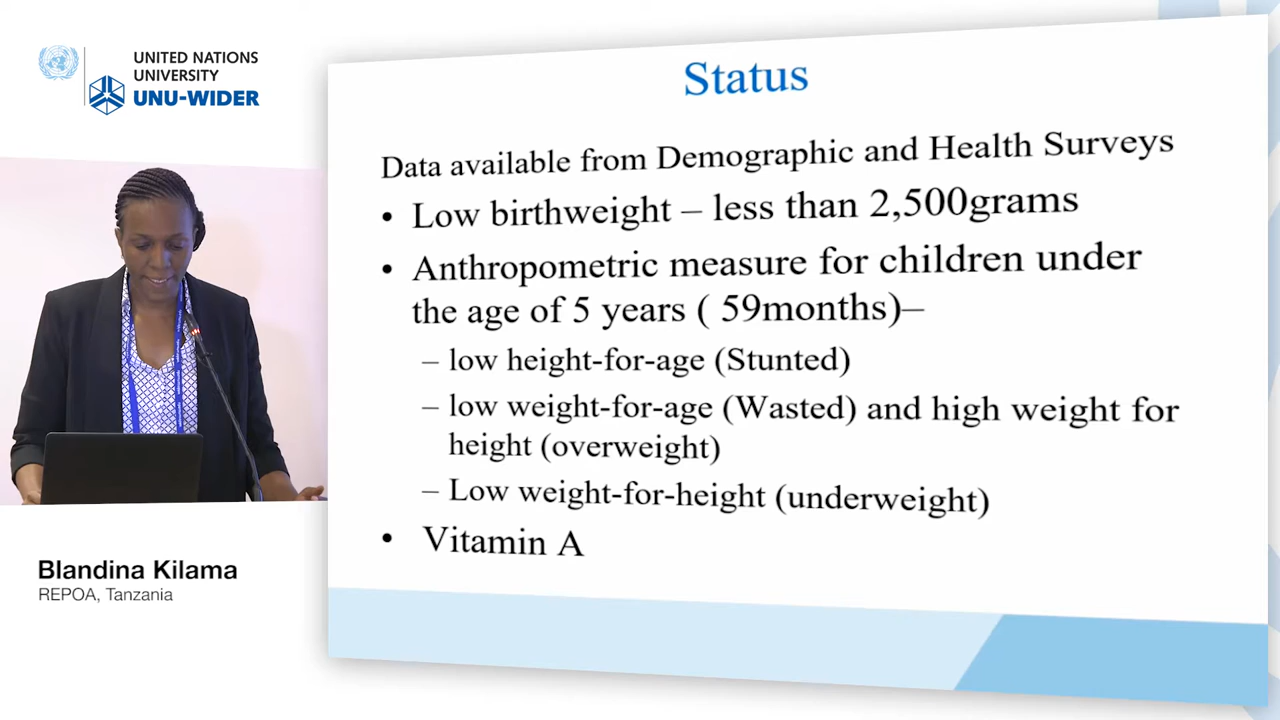 UNITED NATIONS
UNIVERSITY
UNU-WIDER
Status
Data available from Demographic and Health Surveys
• Low birthweight – less than 2,500grams
• Anthropometric measure for children under
the age of 5 years ( 59months)–
– low height-for-age (Stunted)
– low weight-for-age (Wasted) and high weight for
height (overweight)
– Low weight-for-height (underweight)
• Vitamin A
Blandina Kilama
REPOA, Tanzania